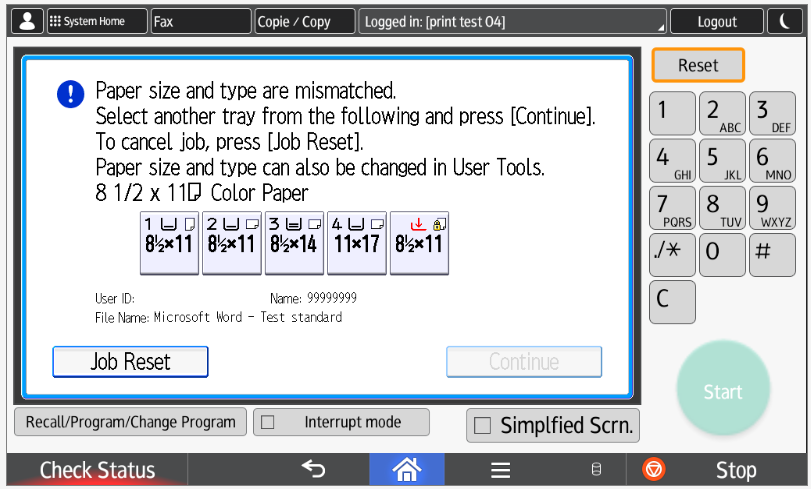 System Home
Fax
Copie / Copy
Logged in: [print test 04]
Logout
Paper size and type are mismatched.
Select another tray from the following and press [Continue].
To cancel job, press [Job Reset].
Paper size and type can also be changed in User Tools.
8 1/2 x 11 Color Paper
1 8½×11
2 8½×11
3 8½×14
4 11×17
8½×11
User ID:
Name: 99999999
File Name: Microsoft Word - Test standard
Job Reset
Continue
Reset
1
2 ABC
3 DEF
4 GHI
5 JKL
6 MNO
7 PQRS
8 TUV
9 WXYZ
./*
0
#
C
Start
Recall/Program/Change Program
Interrupt mode
Simplfied Scrn.
Check Status
Stop